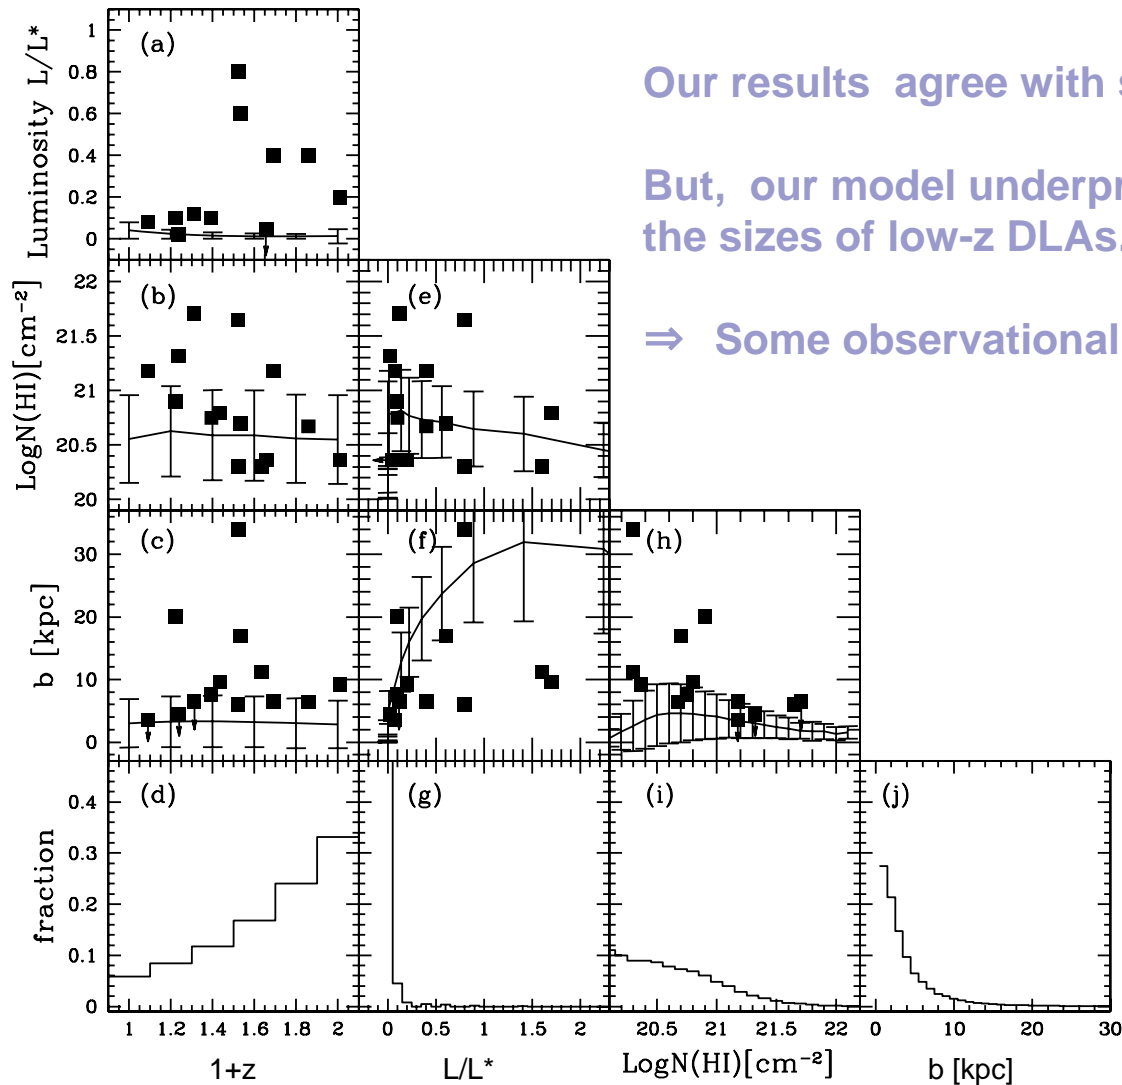 Our results agree with s
But, our model underpr
the sizes of low-z DLAs.
⇒ Some observational
Luminosity L/L*
1
0.8
0.6
0.4
0.2
0
(a)
LogN(HI)[cm⁻²]
22
21.5
21
20.5
20
(b)
(e)
b [kpc]
30
20
10
0
(c)
(f)
(h)
fraction
0.4
0.3
0.2
0.1
0
(d)
(g)
(i)
(j)
1 1.2 1.4 1.6 1.8 2
0 0.5 1 1.5 2
20.5 21 21.5 22
0 10 20 30
1+z
L/L*
LogN(HI)[cm⁻²]
b [kpc]